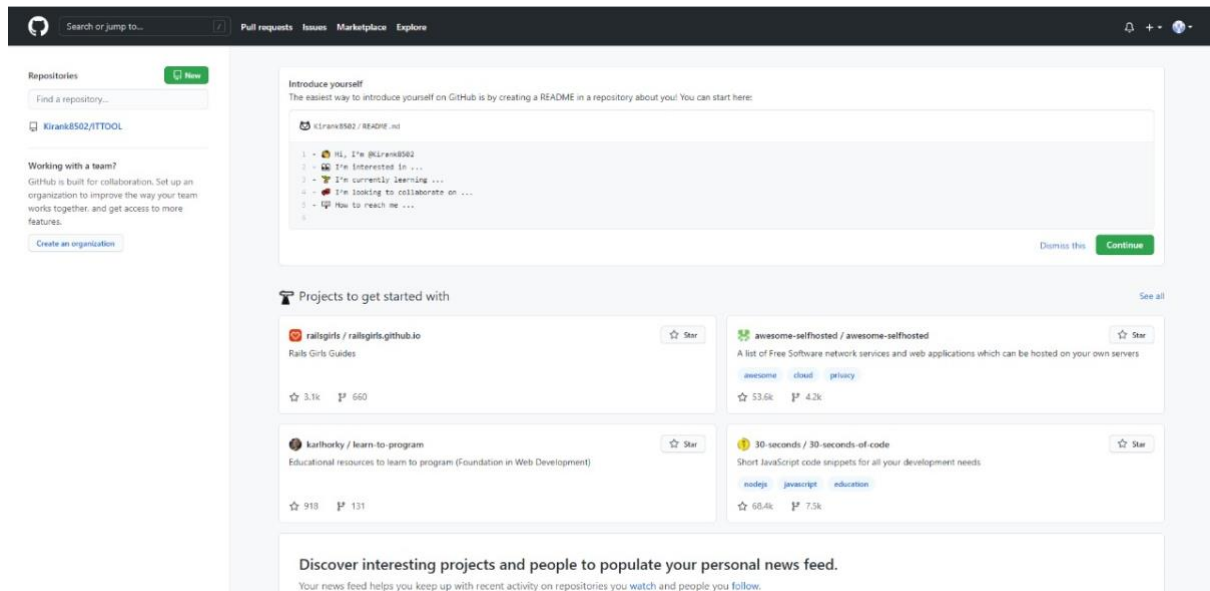 Search or jump to...
/
Pull requests Issues Marketplace Explore
Repositories
New
Find a repository...
Kirank8502/ITTOOL
Working with a team?
GitHub is built for collaboration. Set up an
organization to improve the way your team
works together, and get access to more
features.
Create an organization
Introduce yourself
The easiest way to introduce yourself on GitHub is by creating a README in a repository about you! You can start here:
Kirank8502 / README.md
1 - 👋 Hi, I'm @Kirank8502
2 - 👀 I'm interested in ...
3 - 🌱 I'm currently learning ...
4 - 💞️ I'm looking to collaborate on ...
5 - 📫 How to reach me ...
6
Dismiss this
Continue
Projects to get started with
See all
railsgirls / railsgirls.github.io
Star
Rails Girls Guides
3.1k 660
awesome-selfhosted / awesome-selfhosted
Star
A list of Free Software network services and web applications which can be hosted on your own servers
awesome cloud privacy
53.6k 4.2k
karlhorky / learn-to-program
Star
Educational resources to learn to program (Foundation in Web Development)
918 131
30-seconds / 30-seconds-of-code
Star
Short JavaScript code snippets for all your development needs
nodejs javascript education
68.4k 7.5k
Discover interesting projects and people to populate your personal news feed.
Your news feed helps you keep up with recent activity on repositories you watch and people you follow.